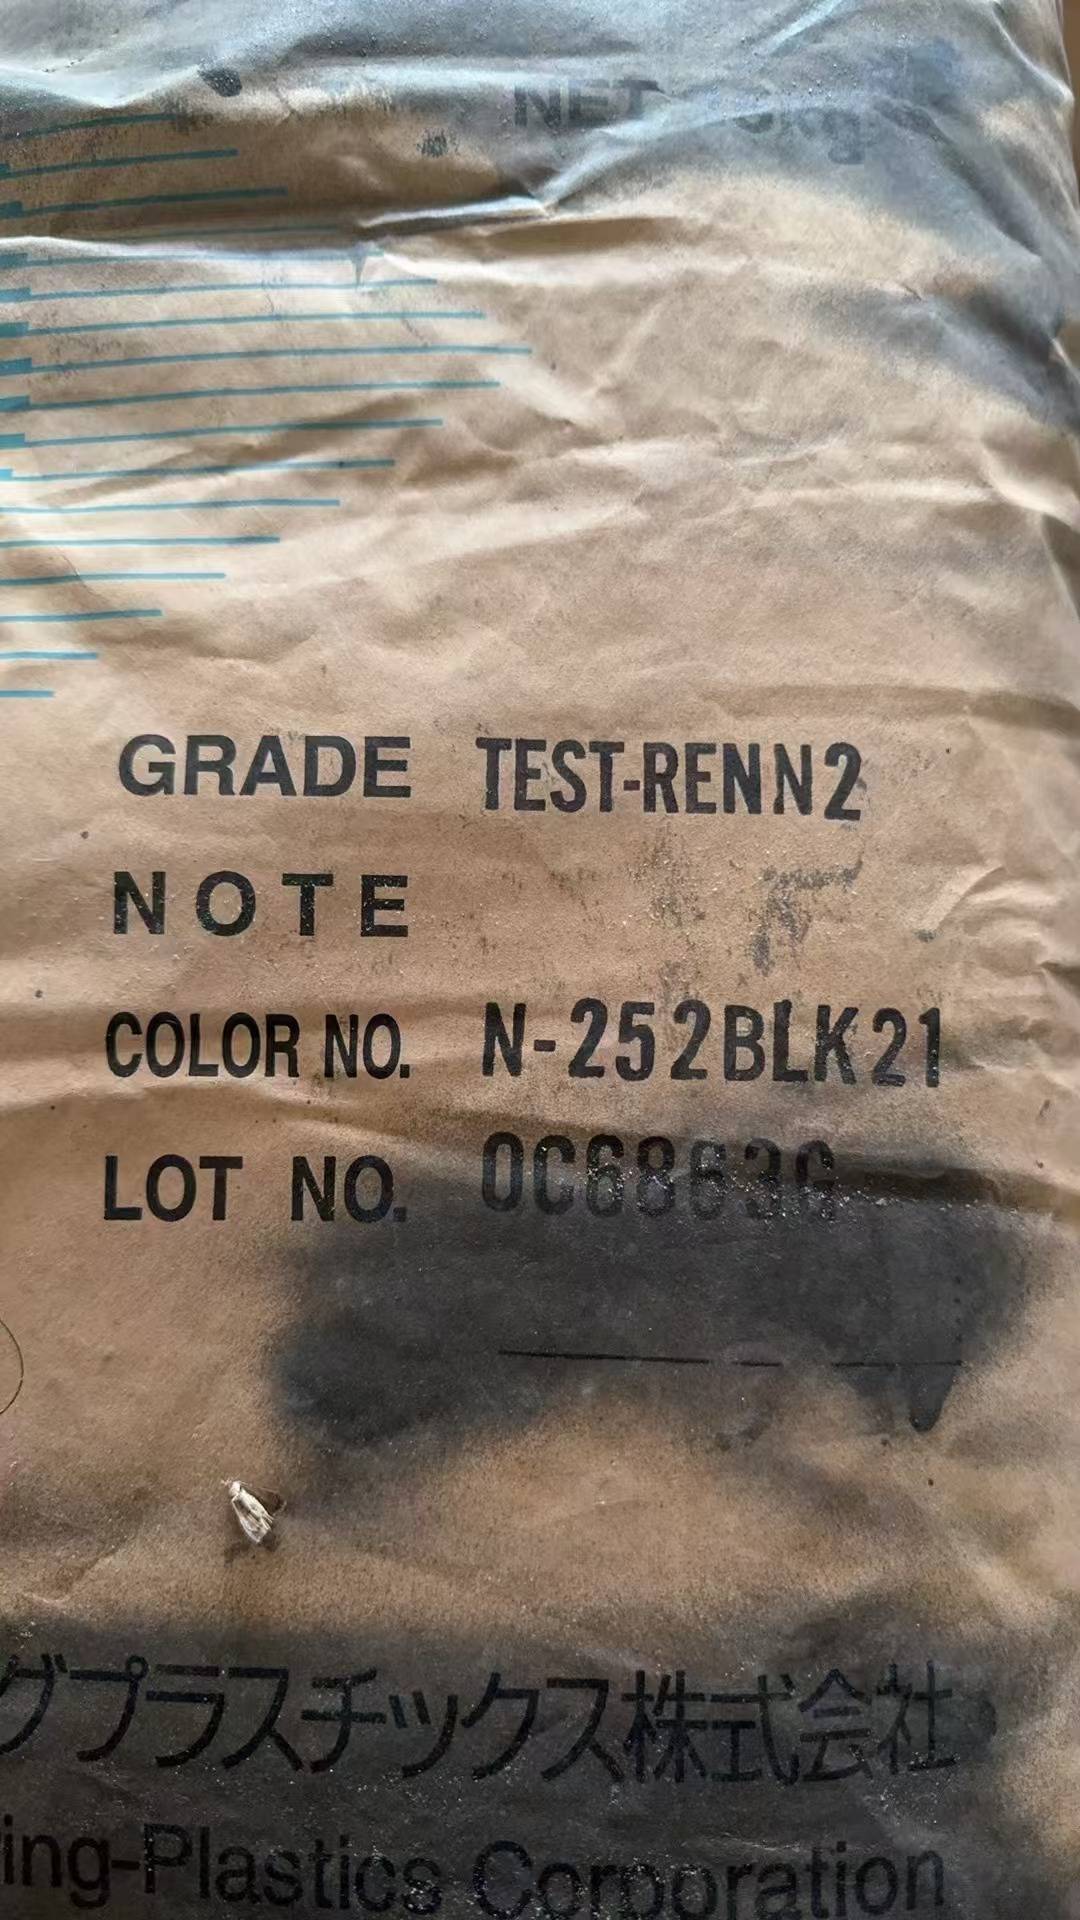 NET
GRADE TEST-RENN2
NOTE
COLOR NO. N-252BLK21
LOT NO. 0C6863G
グプラスチックス株式会社
ing-Plastics Corporation